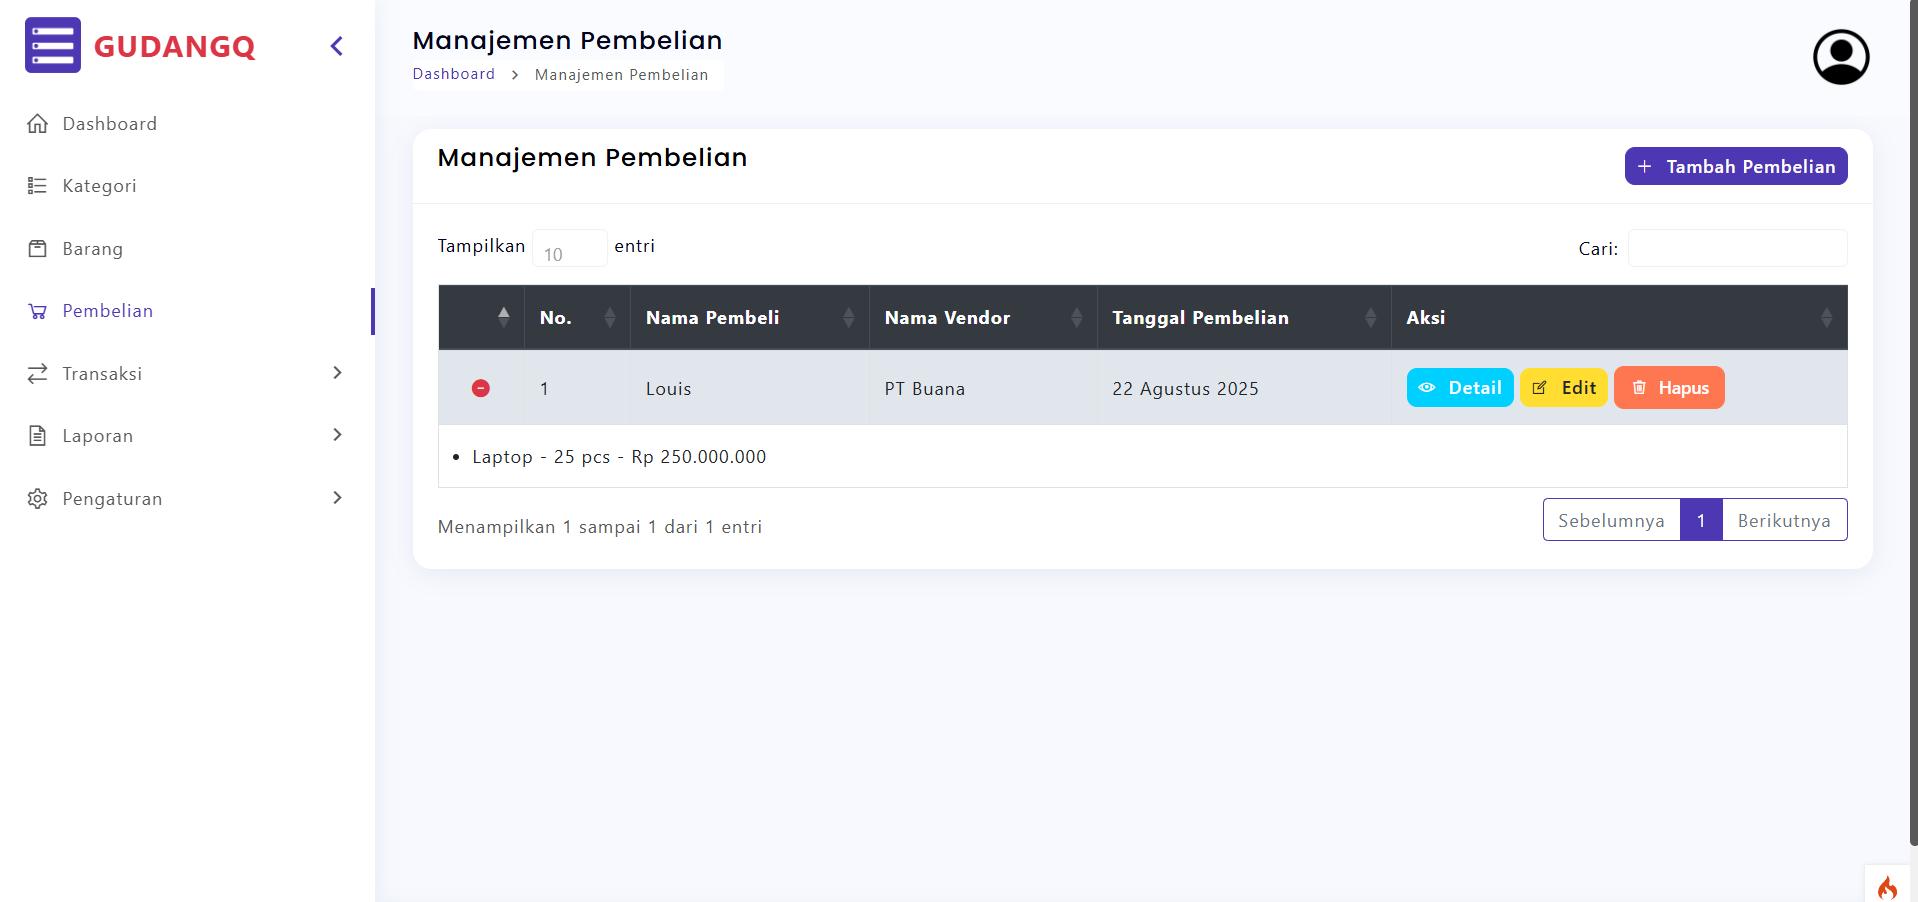 GUDANGQ
Dashboard
Kategori
Barang
Pembelian
Transaksi
Laporan
Pengaturan
Manajemen Pembelian
Dashboard > Manajemen Pembelian
Manajemen Pembelian
+ Tambah Pembelian
Tampilkan 10 entri
Cari:
No. Nama Pembeli Nama Vendor Tanggal Pembelian Aksi
1 Louis PT Buana 22 Agustus 2025 Detail Edit Hapus
• Laptop - 25 pcs - Rp 250.000.000
Menampilkan 1 sampai 1 dari 1 entri
Sebelumnya 1 Berikutnya